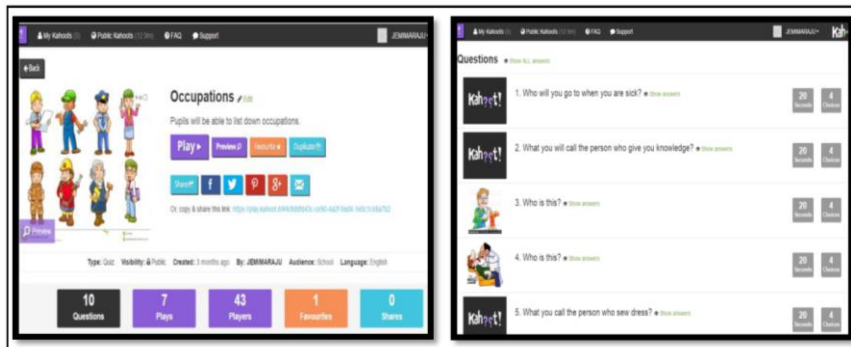 My Kahoots (5) Public Kahoots (12.9m) FAQ Support JEMIMARAJU
Back
Occupations Edit
Pupils will be able to list down occupations.
Play Preview Favourite Duplicate
Share
Or, copy & share this link:
Preview
Type: Quiz Visibility: Public Created: 3 months ago By: JEMIMARAJU Audience: School Language: English
10 7 43 1 0
Questions Plays Players Favourites Shares
My Kahoots Public Kahoots FAQ Support JEMIMARAJU Kah
Questions Show ALL answers
Kahoot! 1. Who will you go to when you are sick? Show answers 20 4
Seconds Choices
Kahoot! 2. What you will call the person who give you knowledge? Show answers 20 4
Seconds Choices
3. Who is this? Show answers 20 4
Seconds Choices
4. Who is this? Show answers 20 4
Seconds Choices
Kahoot! 5. What you call the person who sew dress? Show answers 20 4
Seconds Choices